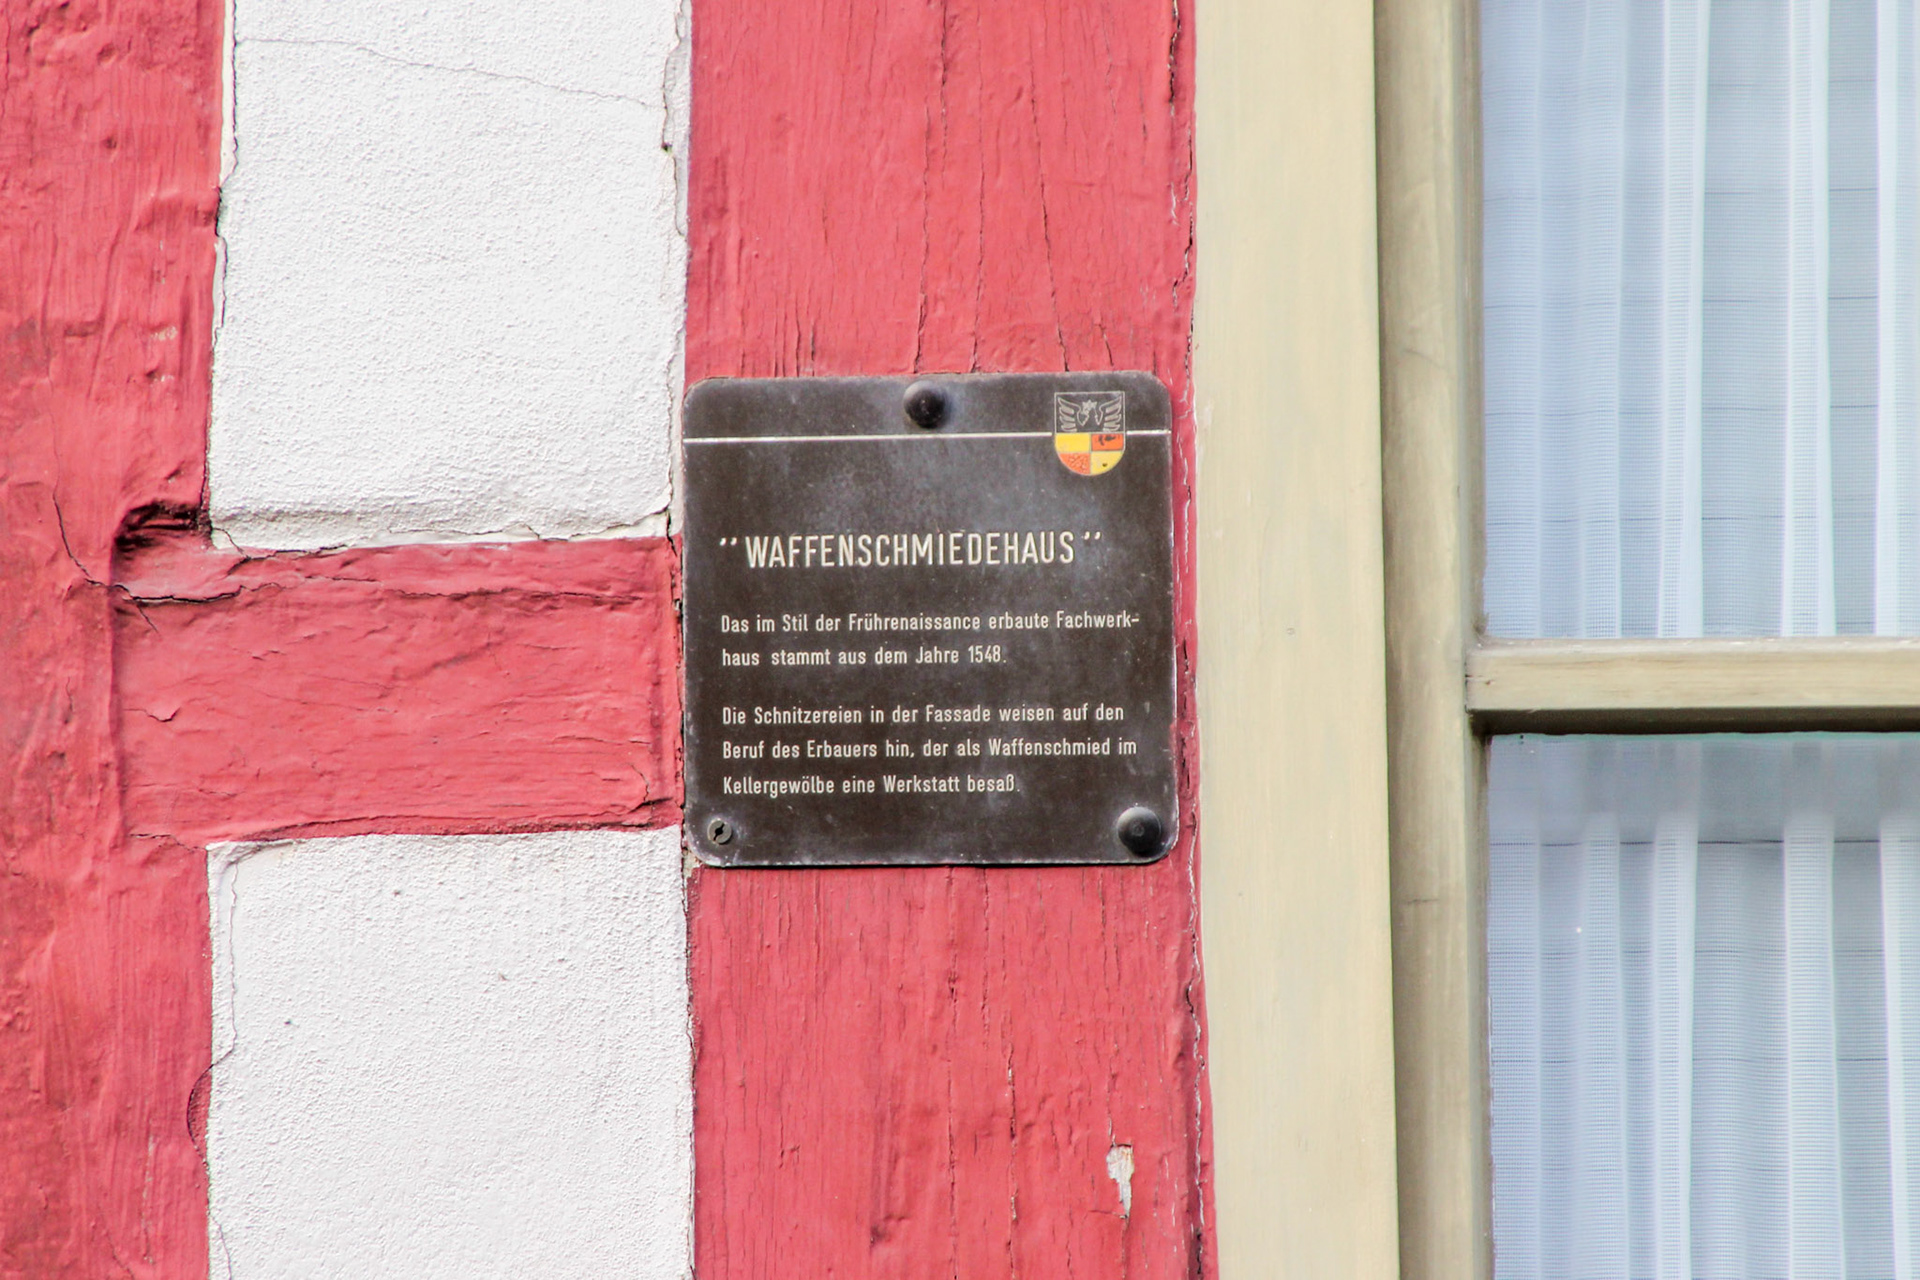 "WAFFENSCHMIEDEHAUS"
Das im Stil der Frührenaissance erbaute Fachwerk-
haus stammt aus dem Jahre 1548.
Die Schnitzereien in der Fassade weisen auf den
Beruf des Erbauers hin, der als Waffenschmied im
Kellergewölbe eine Werkstatt besaß.